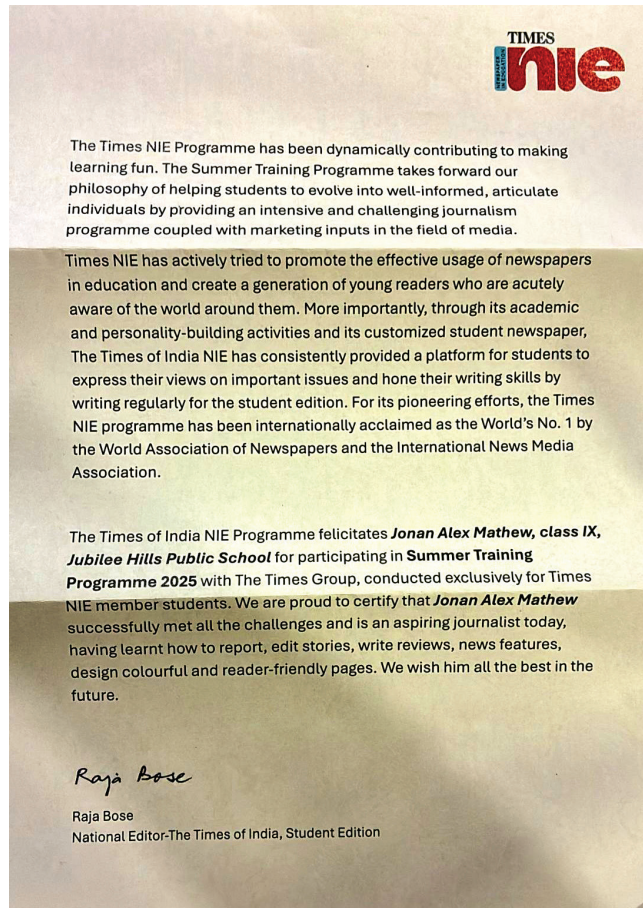 TIMES
NEWSPAPER
IN EDUCATION
nie
The Times NIE Programme has been dynamically contributing to making
learning fun. The Summer Training Programme takes forward our
philosophy of helping students to evolve into well-informed, articulate
individuals by providing an intensive and challenging journalism
programme coupled with marketing inputs in the field of media.
Times NIE has actively tried to promote the effective usage of newspapers
in education and create a generation of young readers who are acutely
aware of the world around them. More importantly, through its academic
and personality-building activities and its customized student newspaper,
The Times of India NIE has consistently provided a platform for students to
express their views on important issues and hone their writing skills by
writing regularly for the student edition. For its pioneering efforts, the Times
NIE programme has been internationally acclaimed as the World's No. 1 by
the World Association of Newspapers and the International News Media
Association.
The Times of India NIE Programme felicitates Jonan Alex Mathew, class IX,
Jubilee Hills Public School for participating in Summer Training
Programme 2025 with The Times Group, conducted exclusively for Times
NIE member students. We are proud to certify that Jonan Alex Mathew
successfully met all the challenges and is an aspiring journalist today,
having learnt how to report, edit stories, write reviews, news features,
design colourful and reader-friendly pages. We wish him all the best in the
future.
Raja Bose
Raja Bose
National Editor-The Times of India, Student Edition